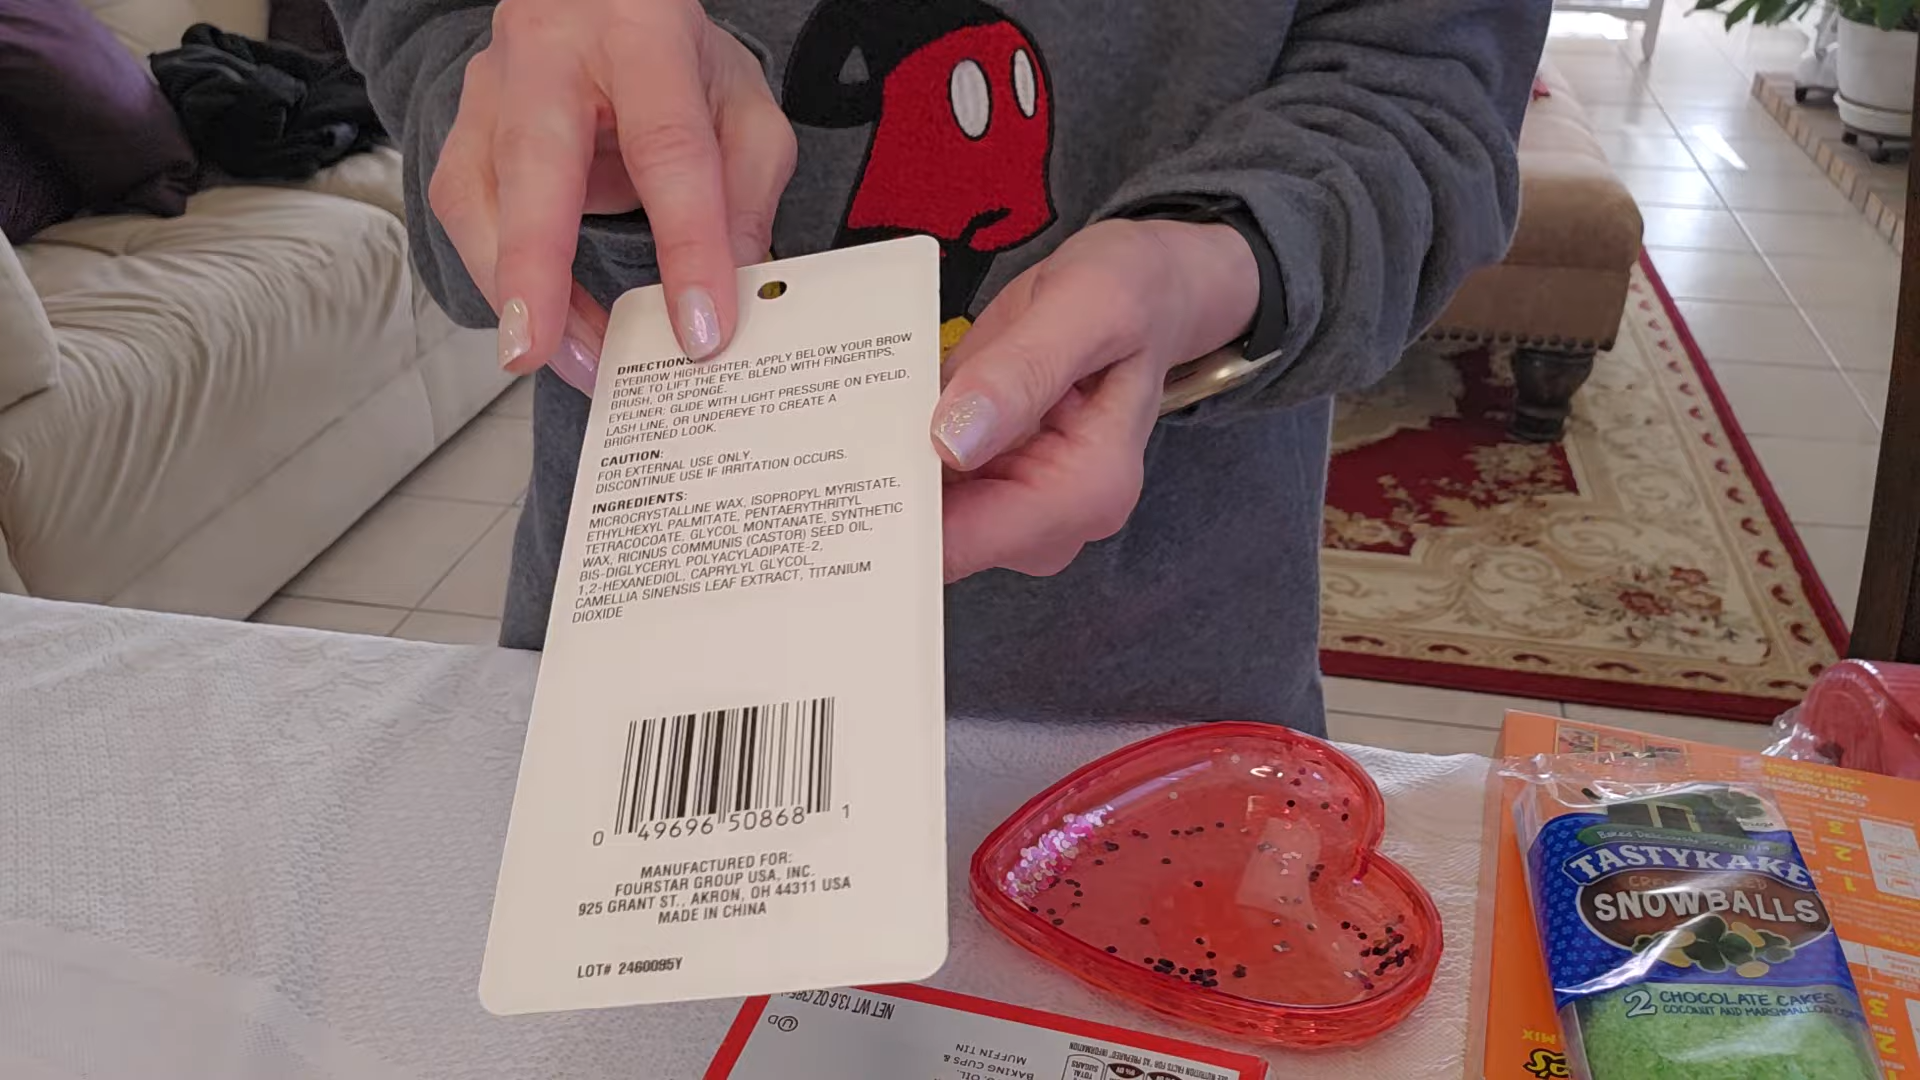 DIRECTIONS
EYEBROW HIGHLIGHTER: APPLY BELOW YOUR BROW
BONE TO LIFT THE EYE. BLEND WITH FINGERTIPS,
BRUSH, OR SPONGE.
EYELINER: GLIDE WITH LIGHT PRESSURE ON EYELID,
LASH LINE, OR UNDEREYE TO CREATE A
BRIGHTENED LOOK.
CAUTION:
FOR EXTERNAL USE ONLY.
DISCONTINUE USE IF IRRITATION OCCURS.
INGREDIENTS:
MICROCRYSTALLINE WAX, ISOPROPYL MYRISTATE,
ETHYLHEXYL PALMITATE, PENTAERYTHRITYL
TETRACOCOATE, GLYCOL MONTANATE, SYNTHETIC
WAX, RICINUS COMMUNIS (CASTOR) SEED OIL,
BIS-DIGLYCERYL POLYACYLADIPATE-2,
1,2-HEXANEDIOL, CAPRYLYL GLYCOL,
CAMELLIA SINENSIS LEAF EXTRACT, TITANIUM
DIOXIDE
0 49696 50868 1
MANUFACTURED FOR:
FOURSTAR GROUP USA, INC.
925 GRANT ST., AKRON, OH 44311 USA
MADE IN CHINA
LOT# 2460095Y
TASTYKAKE
SNOWBALLS
2 CHOCOLATE CAKES
COCONUT AND MARSHMALLOW
NET WT 13.6 OZ
BAKING CUPS &
MUFFIN TIN
OIL
MIX